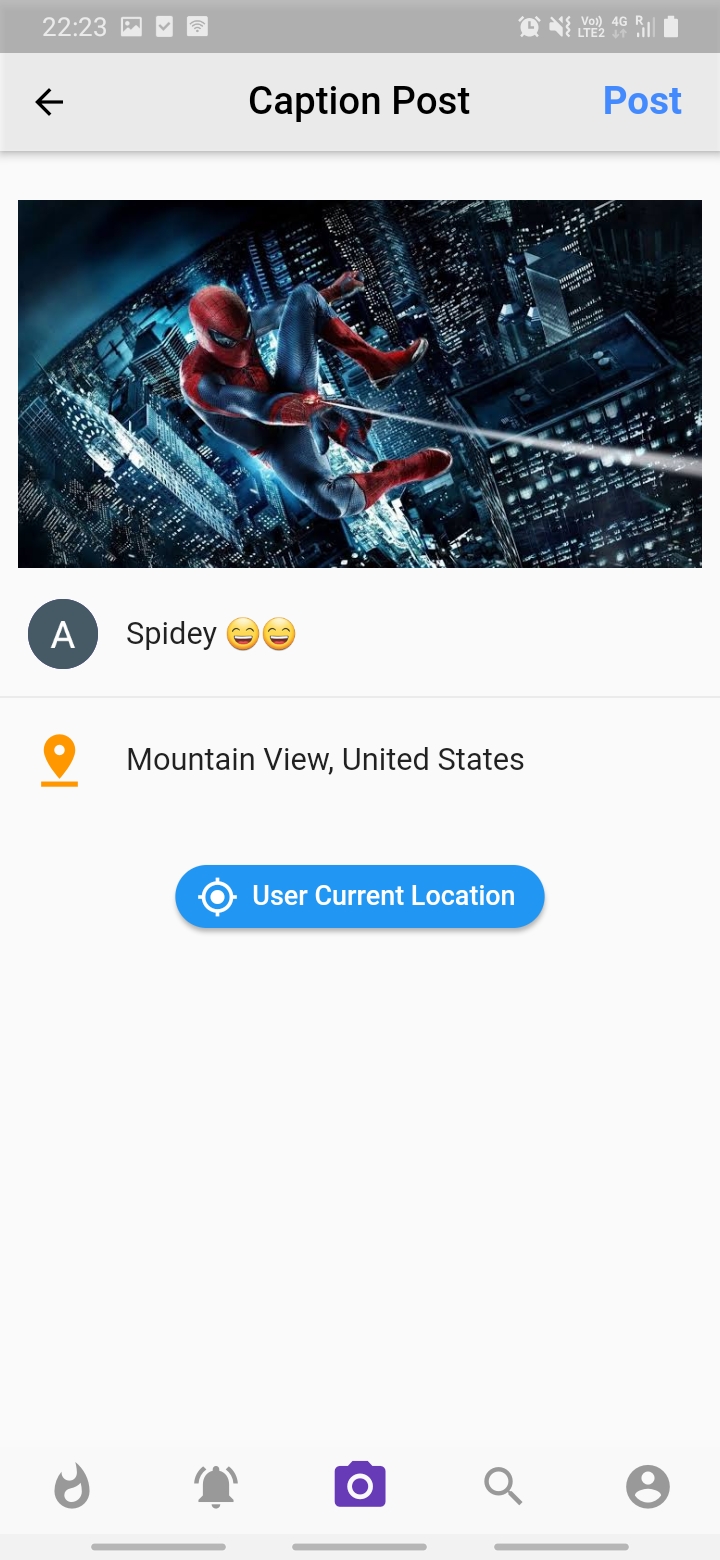 22:23 Vo)) LTE2 4G R
Caption Post Post
A Spidey 😄😄
Mountain View, United States
User Current Location